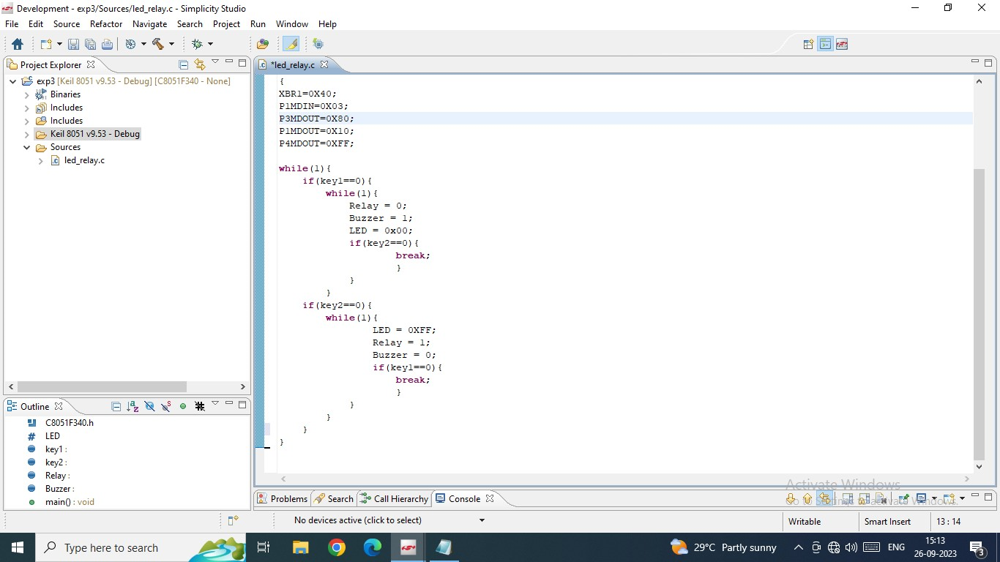 Development - exp3/Sources/led_relay.c - Simplicity Studio
File Edit Source Refactor Navigate Search Project Run Window Help
Project Explorer
*led_relay.c
exp3 [Keil 8051 v9.53 - Debug] [C8051F340 - None]
Binaries
Includes
Includes
Keil 8051 v9.53 - Debug
Sources
led_relay.c
{
XBR1=0X40;
P1MDIN=0X03;
P3MDOUT=0X80;
P1MDOUT=0X10;
P4MDOUT=0XFF;
while(1){
if(key1==0){
while(1){
Relay = 0;
Buzzer = 1;
LED = 0x00;
if(key2==0){
break;
}
}
}
if(key2==0){
while(1){
LED = 0XFF;
Relay = 1;
Buzzer = 0;
if(key1==0){
break;
}
}
}
}
}
Outline
C8051F340.h
LED
key1 :
key2 :
Relay :
Buzzer :
main() : void
Problems Search Call Hierarchy Console
Activate Windows
Go to Settings to activate Windows.
No devices active (click to select)
Writable Smart Insert 13 : 14
Type here to search
29°C Partly sunny
ENG
15:13
26-09-2023
3